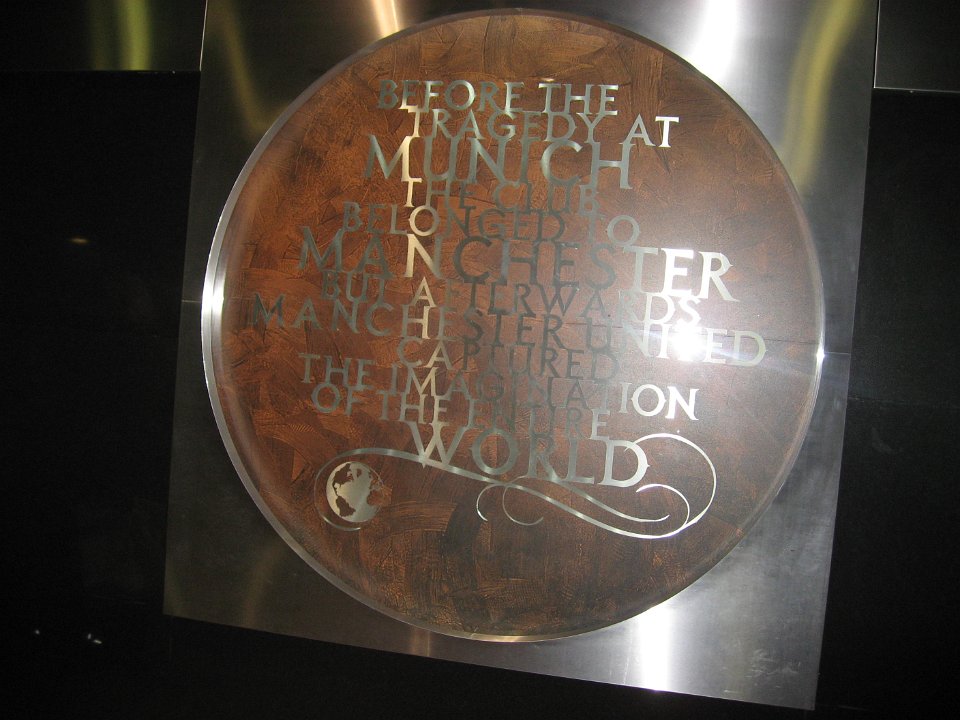 BEFORE THE
TRAGEDY AT
MUNICH
THE CLUB
BELONGED TO
MANCHESTER
BUT AFTERWARDS
MANCHESTER UNITED
CAPTURED
THE IMAGINATION
OF THE ENTIRE
WORLD